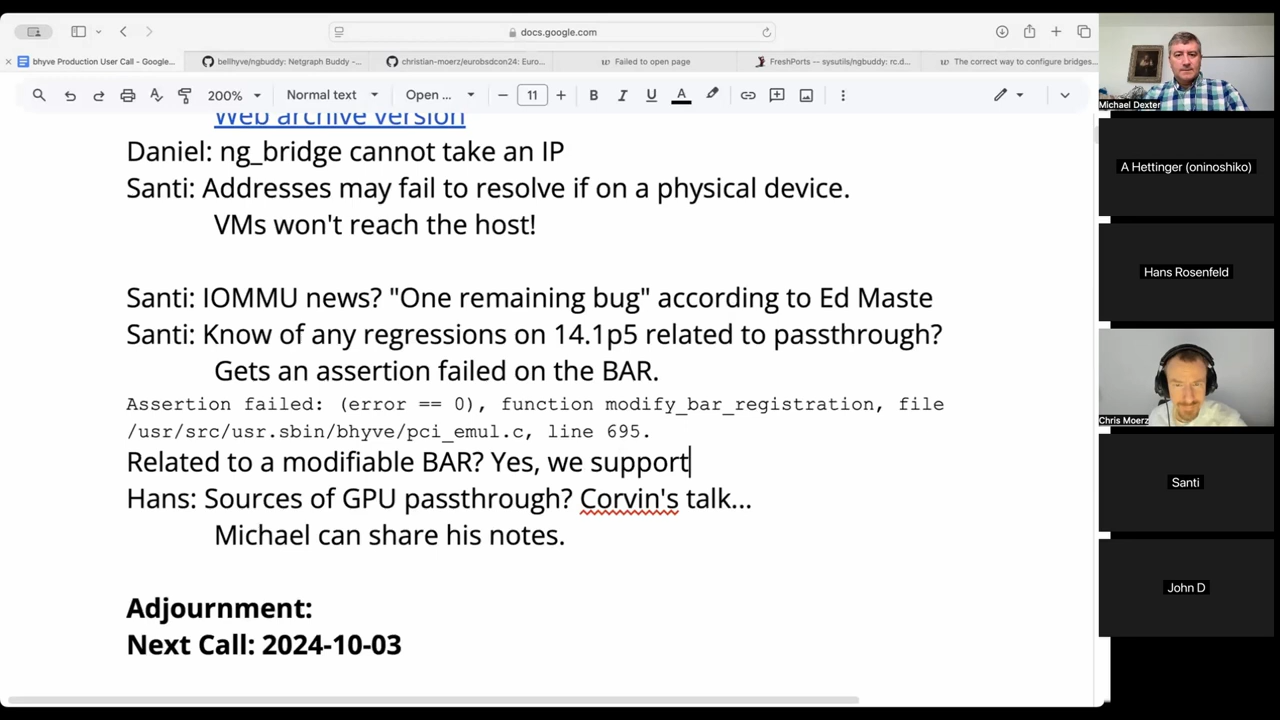 docs.google.com
bhyve Production User Call - Google...
bellhyve/ngbuddy: Netgraph Buddy -...
christian-moerz/eurobsdcon24: Euro...
Failed to open page
FreshPorts -- sysutils/ngbuddy: rc.d...
The correct way to configure bridges...
200%
Normal text
Open ...
11
B
I
U
A
Web archive version
Daniel: ng_bridge cannot take an IP
Santi: Addresses may fail to resolve if on a physical device.
VMs won't reach the host!
Santi: IOMMU news? "One remaining bug" according to Ed Maste
Santi: Know of any regressions on 14.1p5 related to passthrough?
Gets an assertion failed on the BAR.
Assertion failed: (error == 0), function modify_bar_registration, file
/usr/src/usr.sbin/bhyve/pci_emul.c, line 695.
Related to a modifiable BAR? Yes, we support
Hans: Sources of GPU passthrough? Corvin's talk...
Michael can share his notes.
Adjournment:
Next Call: 2024-10-03
Michael Dexter
A Hettinger (oninoshiko)
Hans Rosenfeld
Chris Moerz
Santi
John D